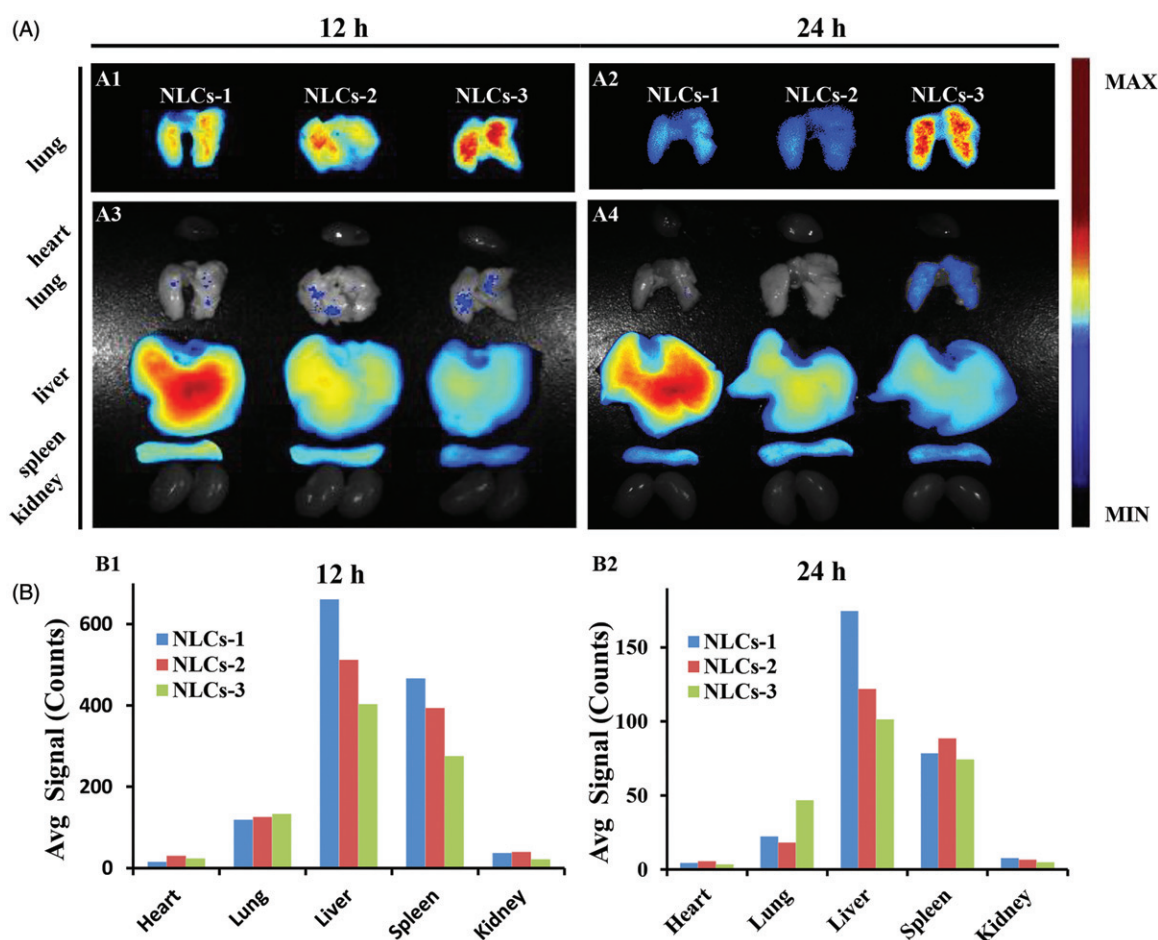 (A)
12 h
24 h
A1
NLCs-1
NLCs-2
NLCs-3
A2
NLCs-1
NLCs-2
NLCs-3
MAX
lung
A3
A4
heart
lung
liver
spleen
kidney
MIN
(B)
B1
12 h
Avg Signal (Counts)
600
400
200
0
NLCs-1
NLCs-2
NLCs-3
Heart
Lung
Liver
Spleen
Kidney
B2
24 h
Avg Signal (Counts)
150
100
50
0
NLCs-1
NLCs-2
NLCs-3
Heart
Lung
Liver
Spleen
Kidney